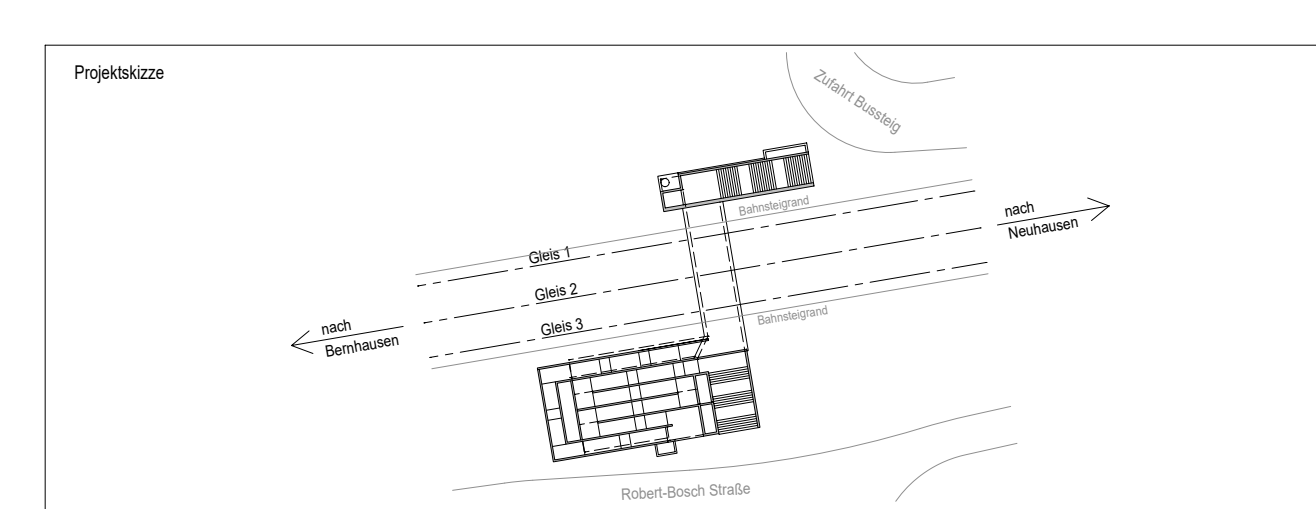 Projektskizze
Zufahrt Bussteig
Bahnsteigrand
nach
Neuhausen
Gleis 1
Gleis 2
Gleis 3
nach
Bernhausen
Bahnsteigrand
Robert-Bosch Straße